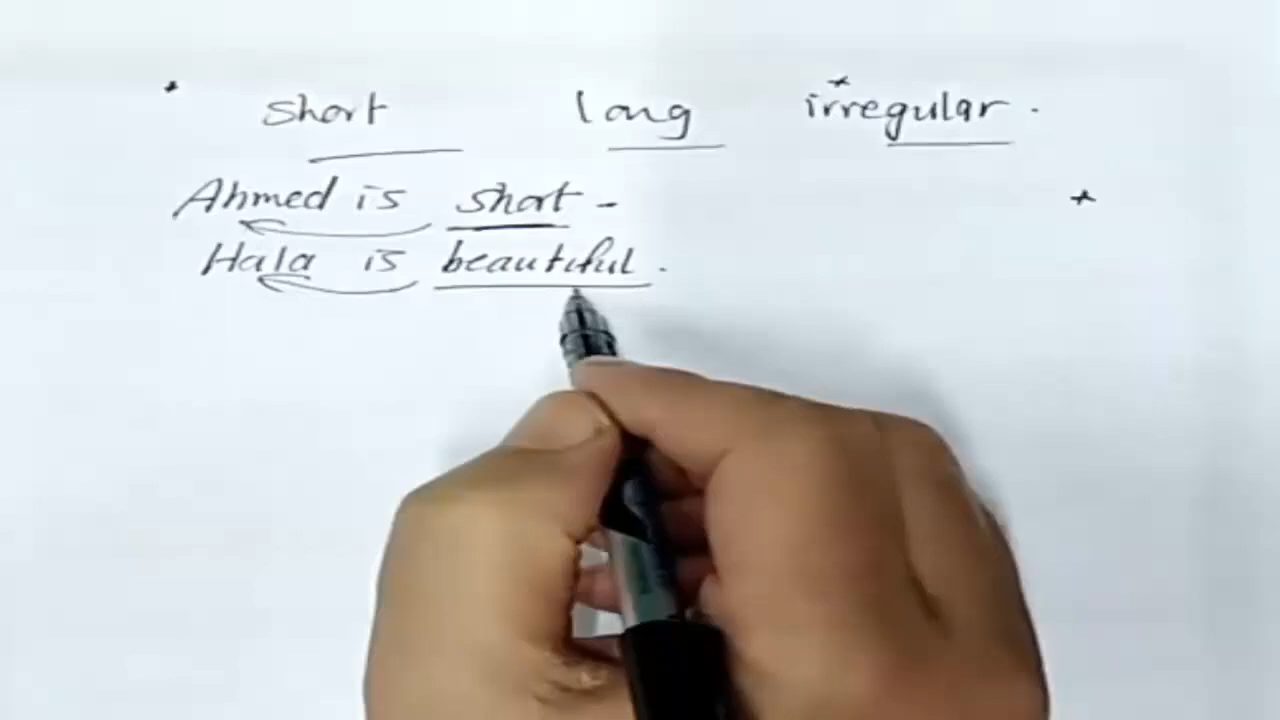 short long irregular.
Ahmed is short -
Hala is beautiful.